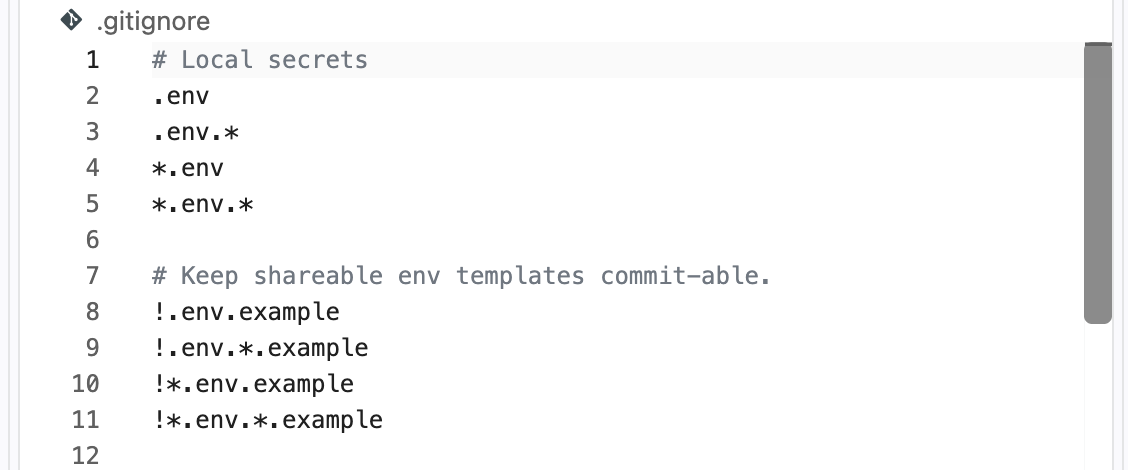 .gitignore
1 # Local secrets
2 .env
3 .env.*
4 *.env
5 *.env.*
6
7 # Keep shareable env templates commit-able.
8 !.env.example
9 !.env.*.example
10 !*.env.example
11 !*.env.*.example
12